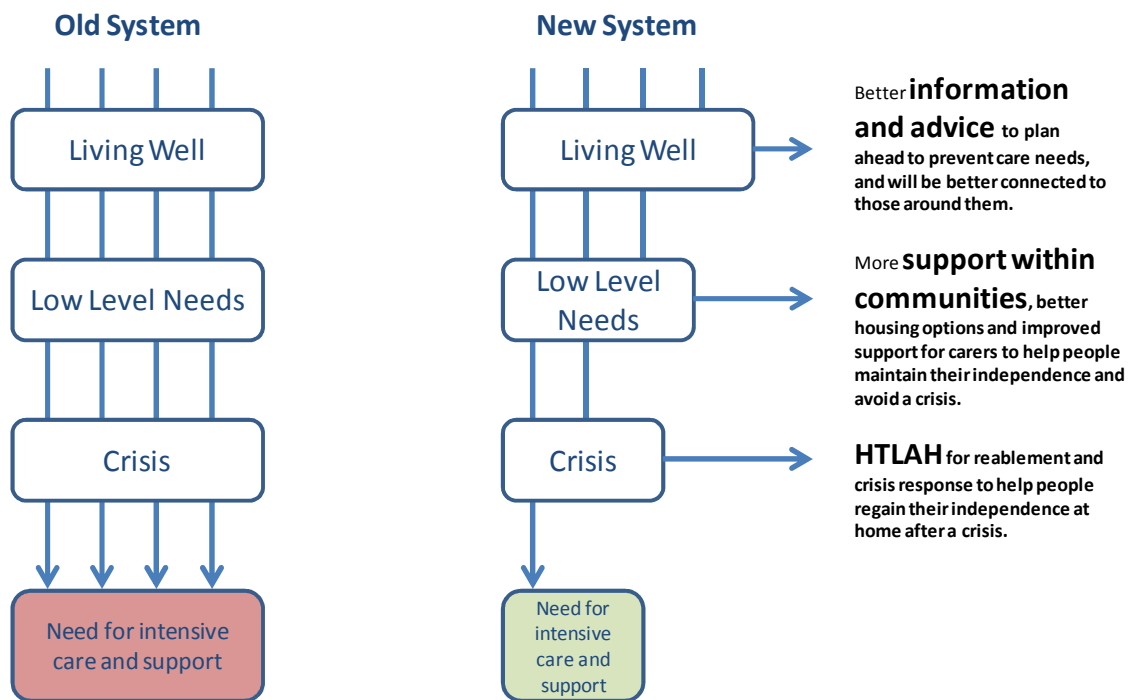 Old System
Living Well
Low Level Needs
Crisis
Need for intensive
care and support
New System
Living Well
Low Level
Needs
Crisis
Need for
intensive
care and
support
Better information
and advice to plan
ahead to prevent care needs,
and will be better connected to
those around them.
More support within
communities, better
housing options and improved
support for carers to help people
maintain their independence and
avoid a crisis.
HTLAH for reablement and
crisis response to help people
regain their independence at
home after a crisis.